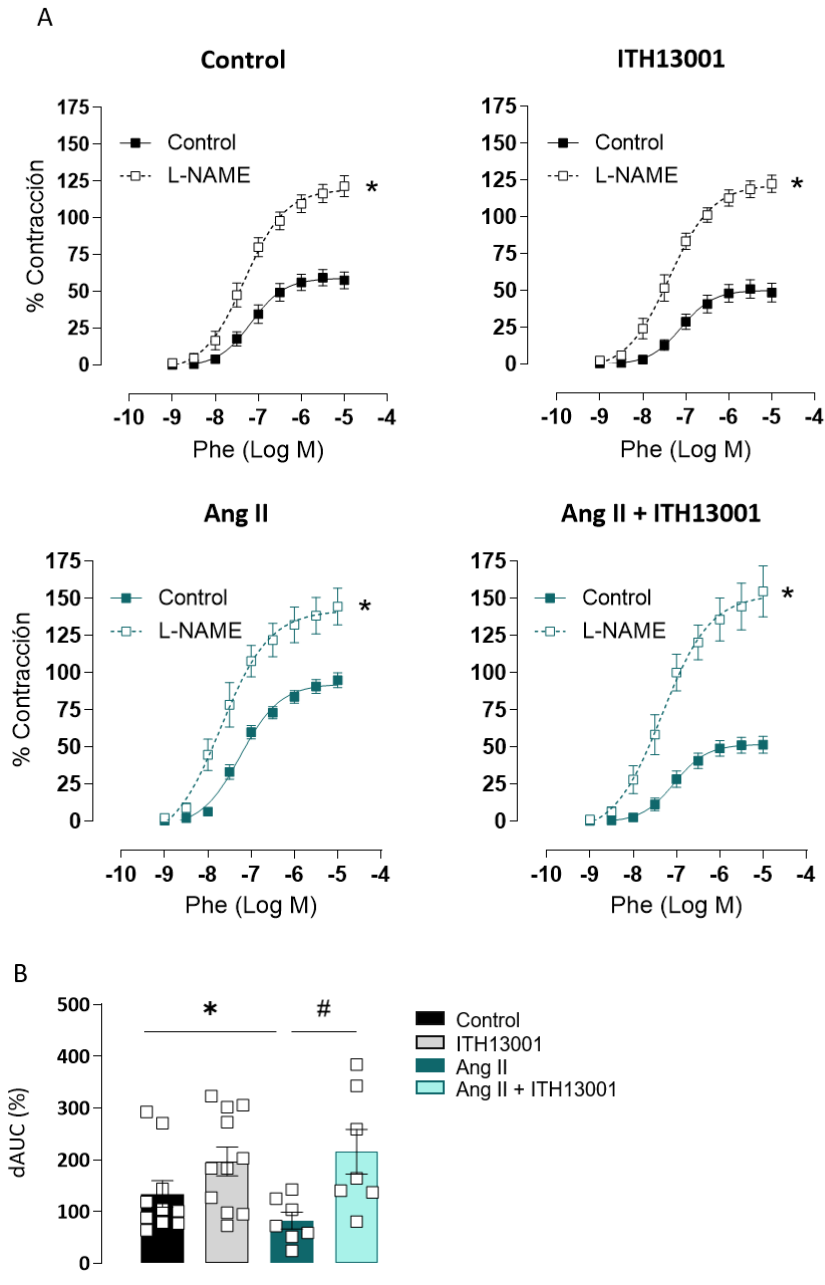 A
Control
ITH13001
175
150
125
100
75
50
25
0
% Contracción
Control
L-NAME
*
-10 -9 -8 -7 -6 -5 -4
Phe (Log M)
175
150
125
100
75
50
25
0
Control
L-NAME
*
-10 -9 -8 -7 -6 -5 -4
Phe (Log M)
Ang II
Ang II + ITH13001
175
150
125
100
75
50
25
0
% Contracción
Control
L-NAME
*
-10 -9 -8 -7 -6 -5 -4
Phe (Log M)
175
150
125
100
75
50
25
0
Control
L-NAME
*
-10 -9 -8 -7 -6 -5 -4
Phe (Log M)
B
500
400
300
200
100
0
dAUC (%)
* #
Control
ITH13001
Ang II
Ang II + ITH13001